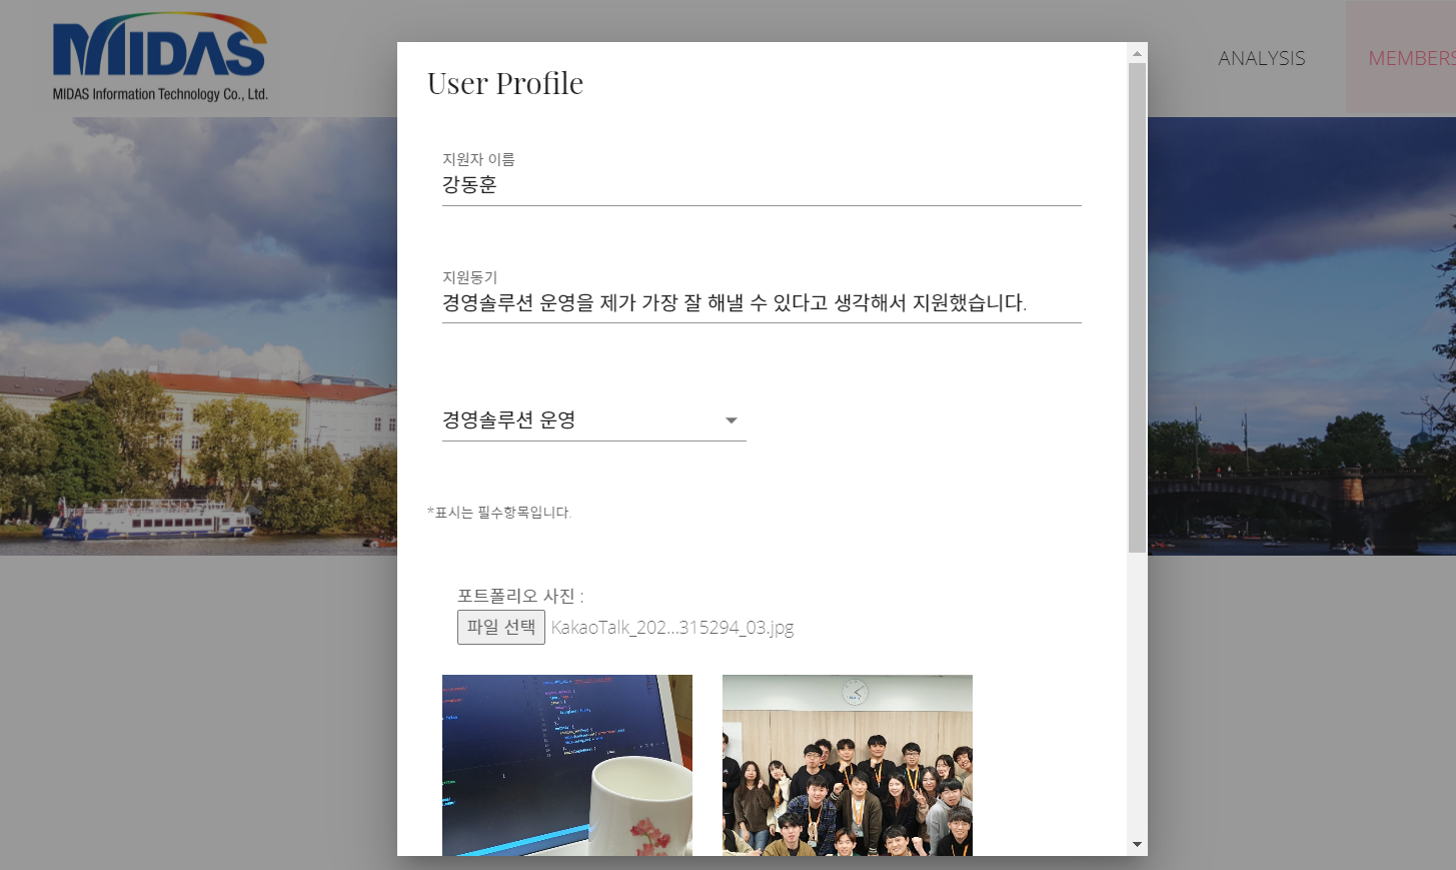 MIDAS
MIDAS Information Technology Co., Ltd.
ANALYSIS
MEMBERS
User Profile
지원자 이름
강동훈
지원동기
경영솔루션 운영을 제가 가장 잘 해낼 수 있다고 생각해서 지원했습니다.
경영솔루션 운영
*표시는 필수항목입니다.
포트폴리오 사진 :
파일 선택 KakaoTalk_202...315294_03.jpg